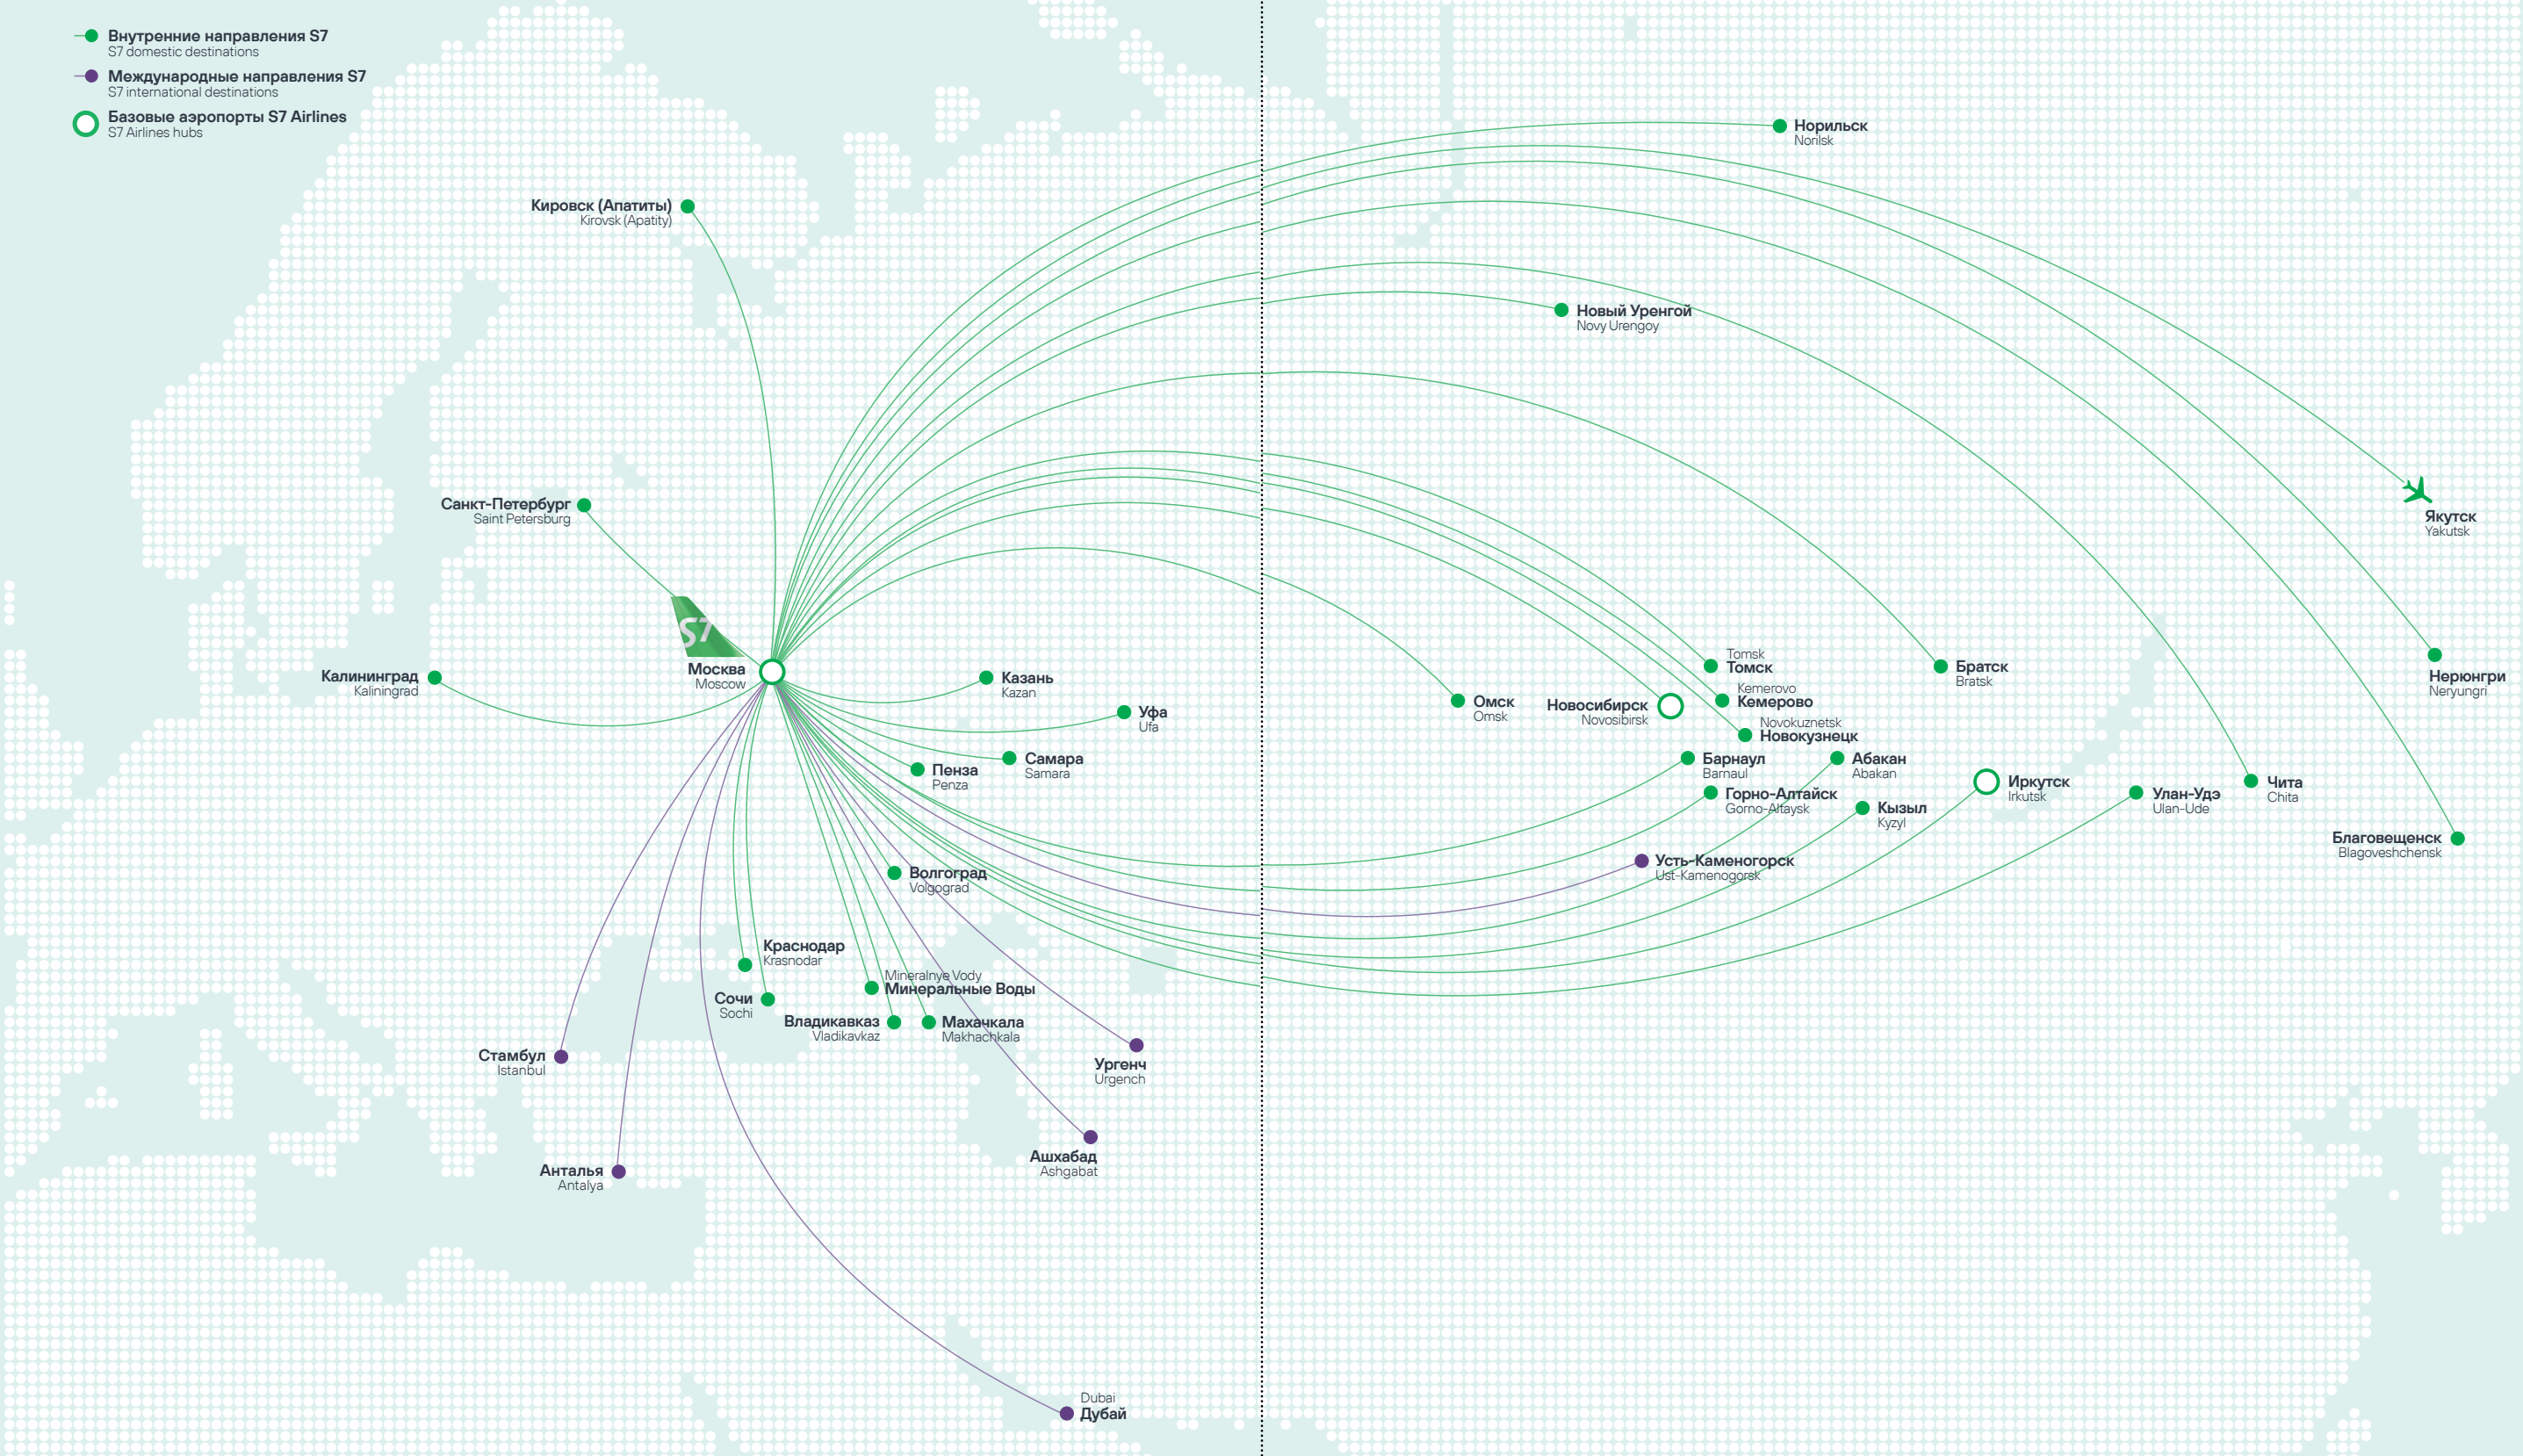 Внутренние направления S7
S7 domestic destinations
Международные направления S7
S7 international destinations
Базовые аэропорты S7 Airlines
S7 Airlines hubs
Норильск
Norilsk
Кировск (Апатиты)
Kirovsk (Apatity)
Новый Уренгой
Novy Urengoy
Санкт-Петербург
Saint Petersburg
Якутск
Yakutsk
S7
Москва
Moscow
Калининград
Kaliningrad
Казань
Kazan
Уфа
Ufa
Самара
Samara
Пенза
Penza
Омск
Omsk
Новосибирск
Novosibirsk
Tomsk
Томск
Kemerovo
Кемерово
Novokuznetsk
Новокузнецк
Братск
Bratsk
Нерюнгри
Neryungri
Барнаул
Barnaul
Абакан
Abakan
Горно-Алтайск
Gorno-Altaysk
Кызыл
Kyzyl
Иркутск
Irkutsk
Улан-Удэ
Ulan-Ude
Чита
Chita
Благовещенск
Blagoveshchensk
Усть-Каменогорск
Ust-Kamenogorsk
Волгоград
Volgograd
Краснодар
Krasnodar
Сочи
Sochi
Mineralnye Vody
Минеральные Воды
Владикавказ
Vladikavkaz
Махачкала
Makhachkala
Стамбул
Istanbul
Ургенч
Urgench
Ашхабад
Ashgabat
Анталья
Antalya
Dubai
Дубай